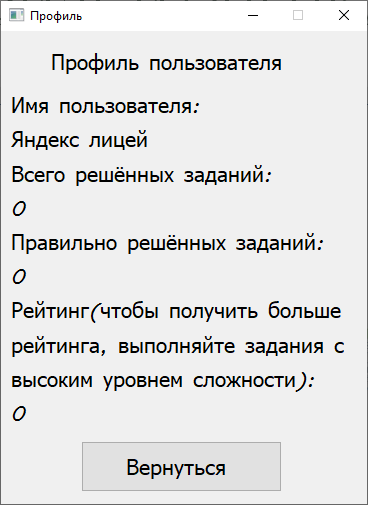 Профиль
Профиль пользователя
Имя пользователя:
Яндекс лицей
Всего решённых заданий:
0
Правильно решённых заданий:
0
Рейтинг(чтобы получить больше
рейтинга, выполняйте задания с
высоким уровнем сложности):
0
Вернуться